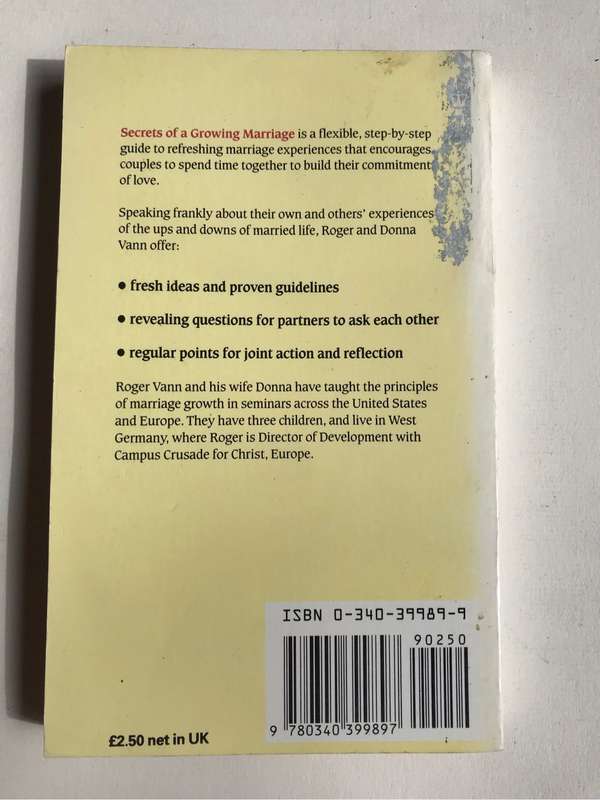 Secrets of a Growing Marriage is a flexible, step-by-step
guide to refreshing marriage experiences that encourages
couples to spend time together to build their commitment
of love.
Speaking frankly about their own and others' experiences
of the ups and downs of married life, Roger and Donna
Vann offer:
• fresh ideas and proven guidelines
• revealing questions for partners to ask each other
• regular points for joint action and reflection
Roger Vann and his wife Donna have taught the principles
of marriage growth in seminars across the United States
and Europe. They have three children, and live in West
Germany, where Roger is Director of Development with
Campus Crusade for Christ, Europe.
ISBN 0-340-39989-9
90250
9 780340 399897
£2.50 net in UK